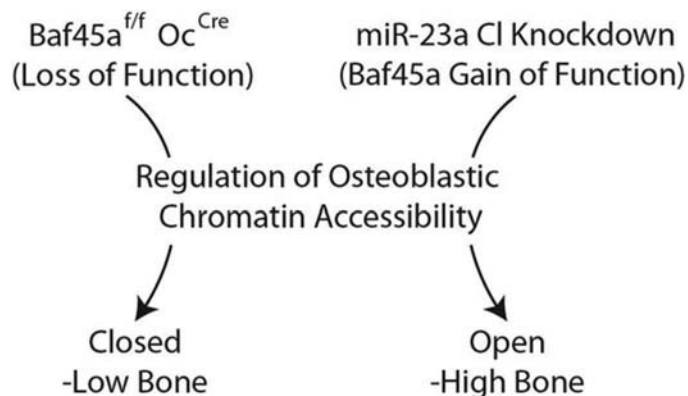 Baf45a^f/f Oc^Cre
(Loss of Function)
miR-23a Cl Knockdown
(Baf45a Gain of Function)
Regulation of Osteoblastic
Chromatin Accessibility
Closed
-Low Bone
Open
-High Bone